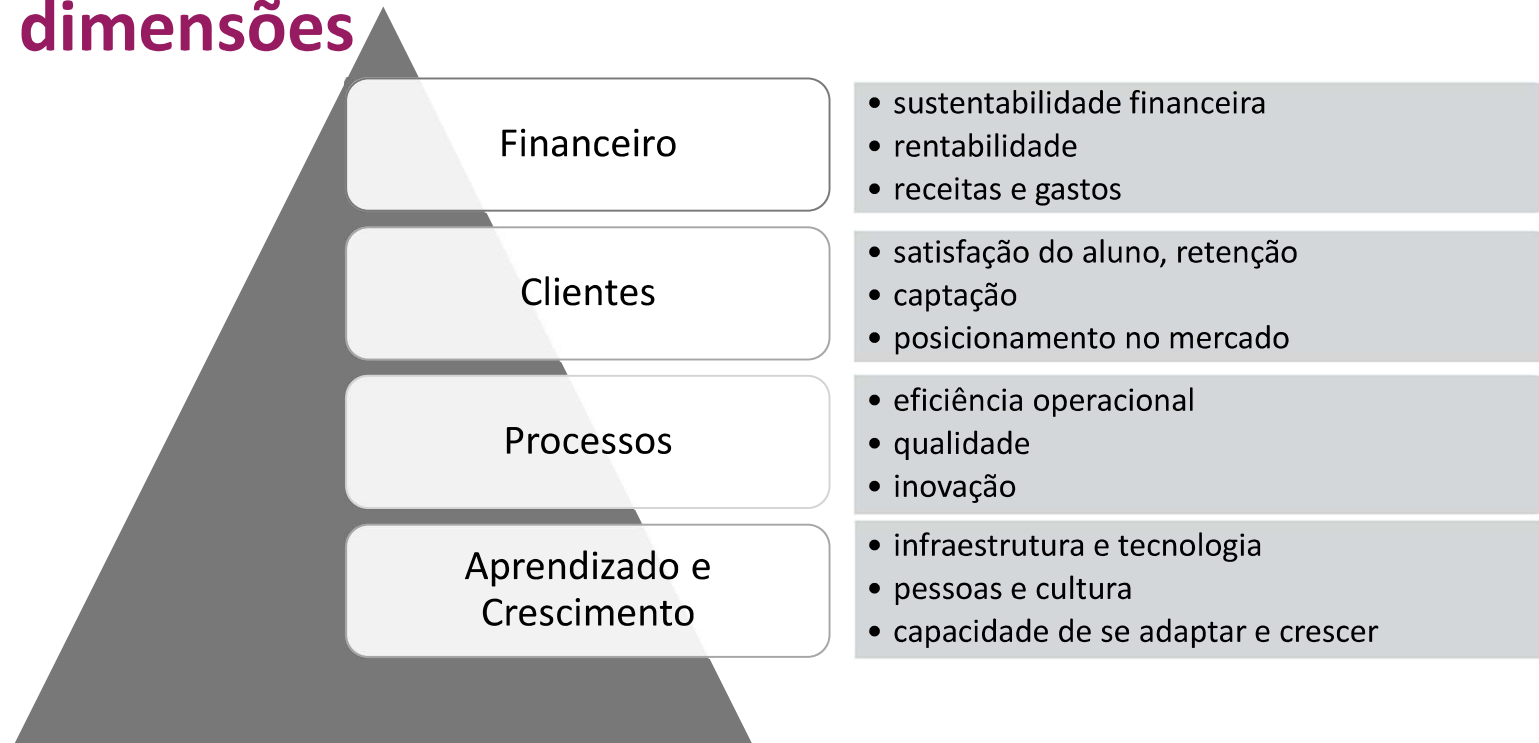 dimensões
Financeiro
• sustentabilidade financeira
• rentabilidade
• receitas e gastos
Clientes
• satisfação do aluno, retenção
• captação
• posicionamento no mercado
Processos
• eficiência operacional
• qualidade
• inovação
Aprendizado e
Crescimento
• infraestrutura e tecnologia
• pessoas e cultura
• capacidade de se adaptar e crescer